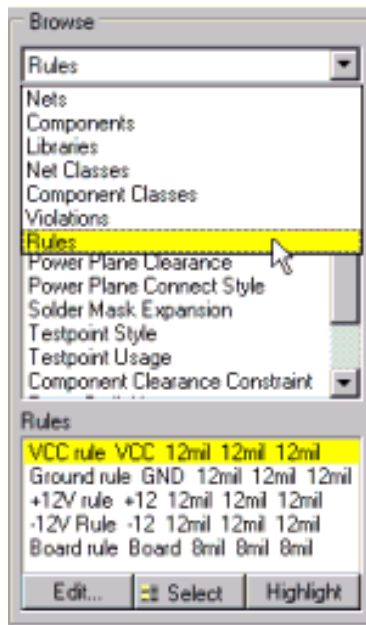 Browse
Rules
Nets
Components
Libraries
Net Classes
Component Classes
Violations
Rules
Power Plane Clearance
Power Plane Connect Style
Solder Mask Expansion
Testpoint Style
Testpoint Usage
Component Clearance Constraint
Rules
VCC rule VCC 12mil 12mil 12mil
Ground rule GND 12mil 12mil 12mil
+12V rule +12 12mil 12mil 12mil
-12V Rule -12 12mil 12mil 12mil
Board rule Board 8mil 8mil 8mil
Edit... Select Highlight